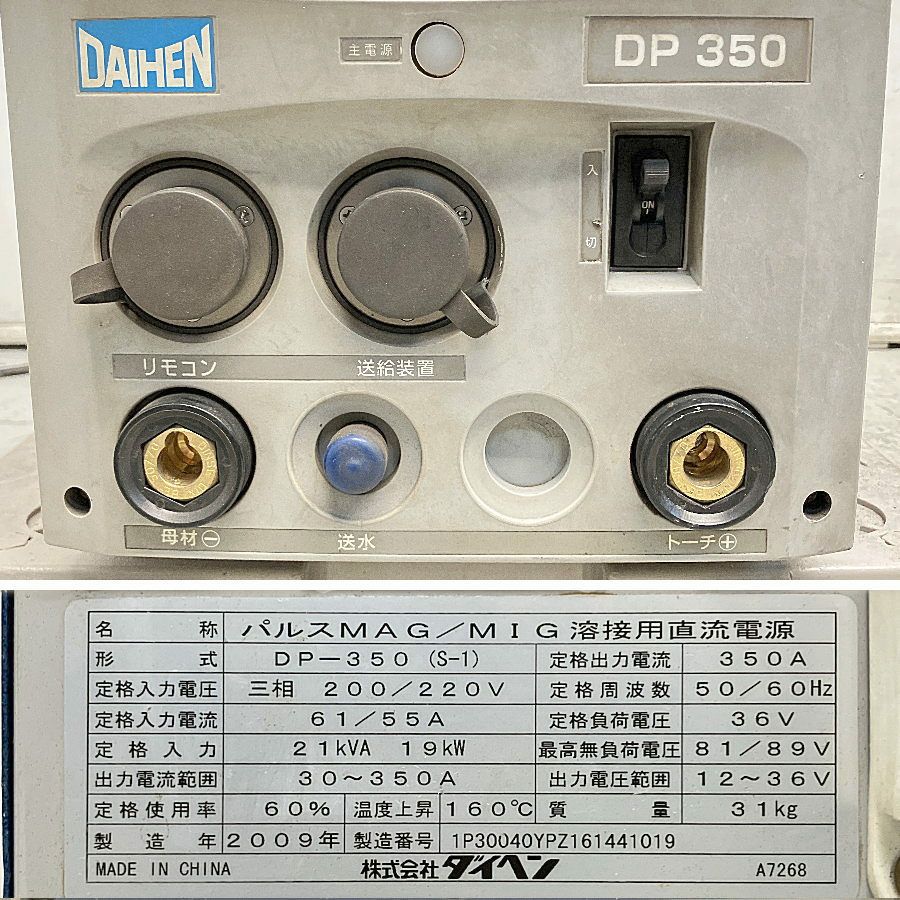 DAIHEN
主電源
DP 350
入
ON
切
リモコン 送給装置
母材⊖ 送水 トーチ⊕
名称 パルスMAG/MIG溶接用直流電源
形式 DP-350 (S-1) 定格出力電流 350A
定格入力電圧 三相 200/220V 定格周波数 50/60Hz
定格入力電流 61/55A 定格負荷電圧 36V
定格入力 21kVA 19kW 最高無負荷電圧 81/89V
出力電流範囲 30~350A 出力電圧範囲 12~36V
定格使用率 60% 温度上昇 160℃ 質量 31kg
製造年 2009年 製造番号 1P30040YPZ161441019
MADE IN CHINA 株式会社ダイヘン A7268